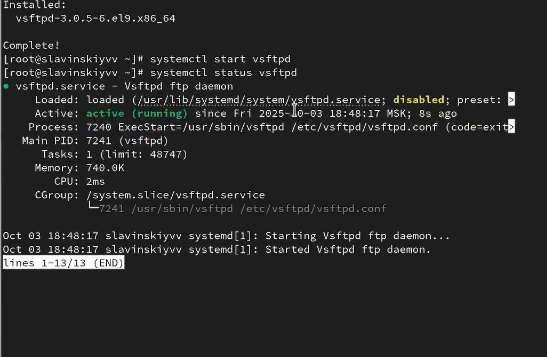 Installed:
  vsftpd-3.0.5-6.el9.x86_64

Complete!
[root@slavinskiyvv ~]# systemctl start vsftpd
[root@slavinskiyvv ~]# systemctl status vsftpd
● vsftpd.service - Vsftpd ftp daemon
     Loaded: loaded (/usr/lib/systemd/system/vsftpd.service; disabled; preset: >
     Active: active (running) since Fri 2025-10-03 18:48:17 MSK; 8s ago
    Process: 7240 ExecStart=/usr/sbin/vsftpd /etc/vsftpd/vsftpd.conf (code=exit>
   Main PID: 7241 (vsftpd)
      Tasks: 1 (limit: 48747)
     Memory: 740.0K
        CPU: 2ms
     CGroup: /system.slice/vsftpd.service
             └─7241 /usr/sbin/vsftpd /etc/vsftpd/vsftpd.conf

Oct 03 18:48:17 slavinskiyvv systemd[1]: Starting Vsftpd ftp daemon...
Oct 03 18:48:17 slavinskiyvv systemd[1]: Started Vsftpd ftp daemon.
lines 1-13/13 (END)